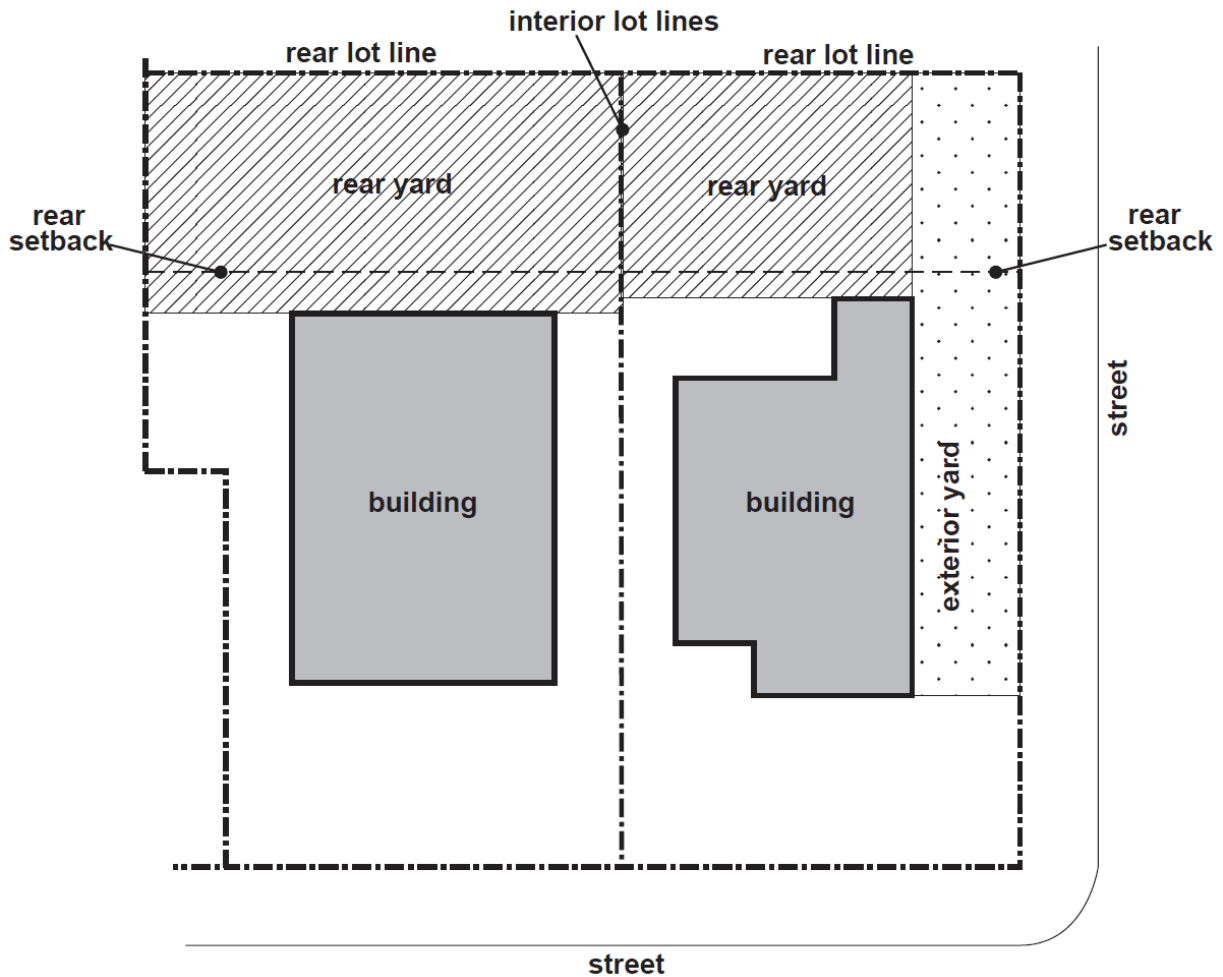 interior lot lines
rear lot line
rear lot line
rear yard
rear yard
rear
setback
rear
setback
street
building
building
exterior yard
street